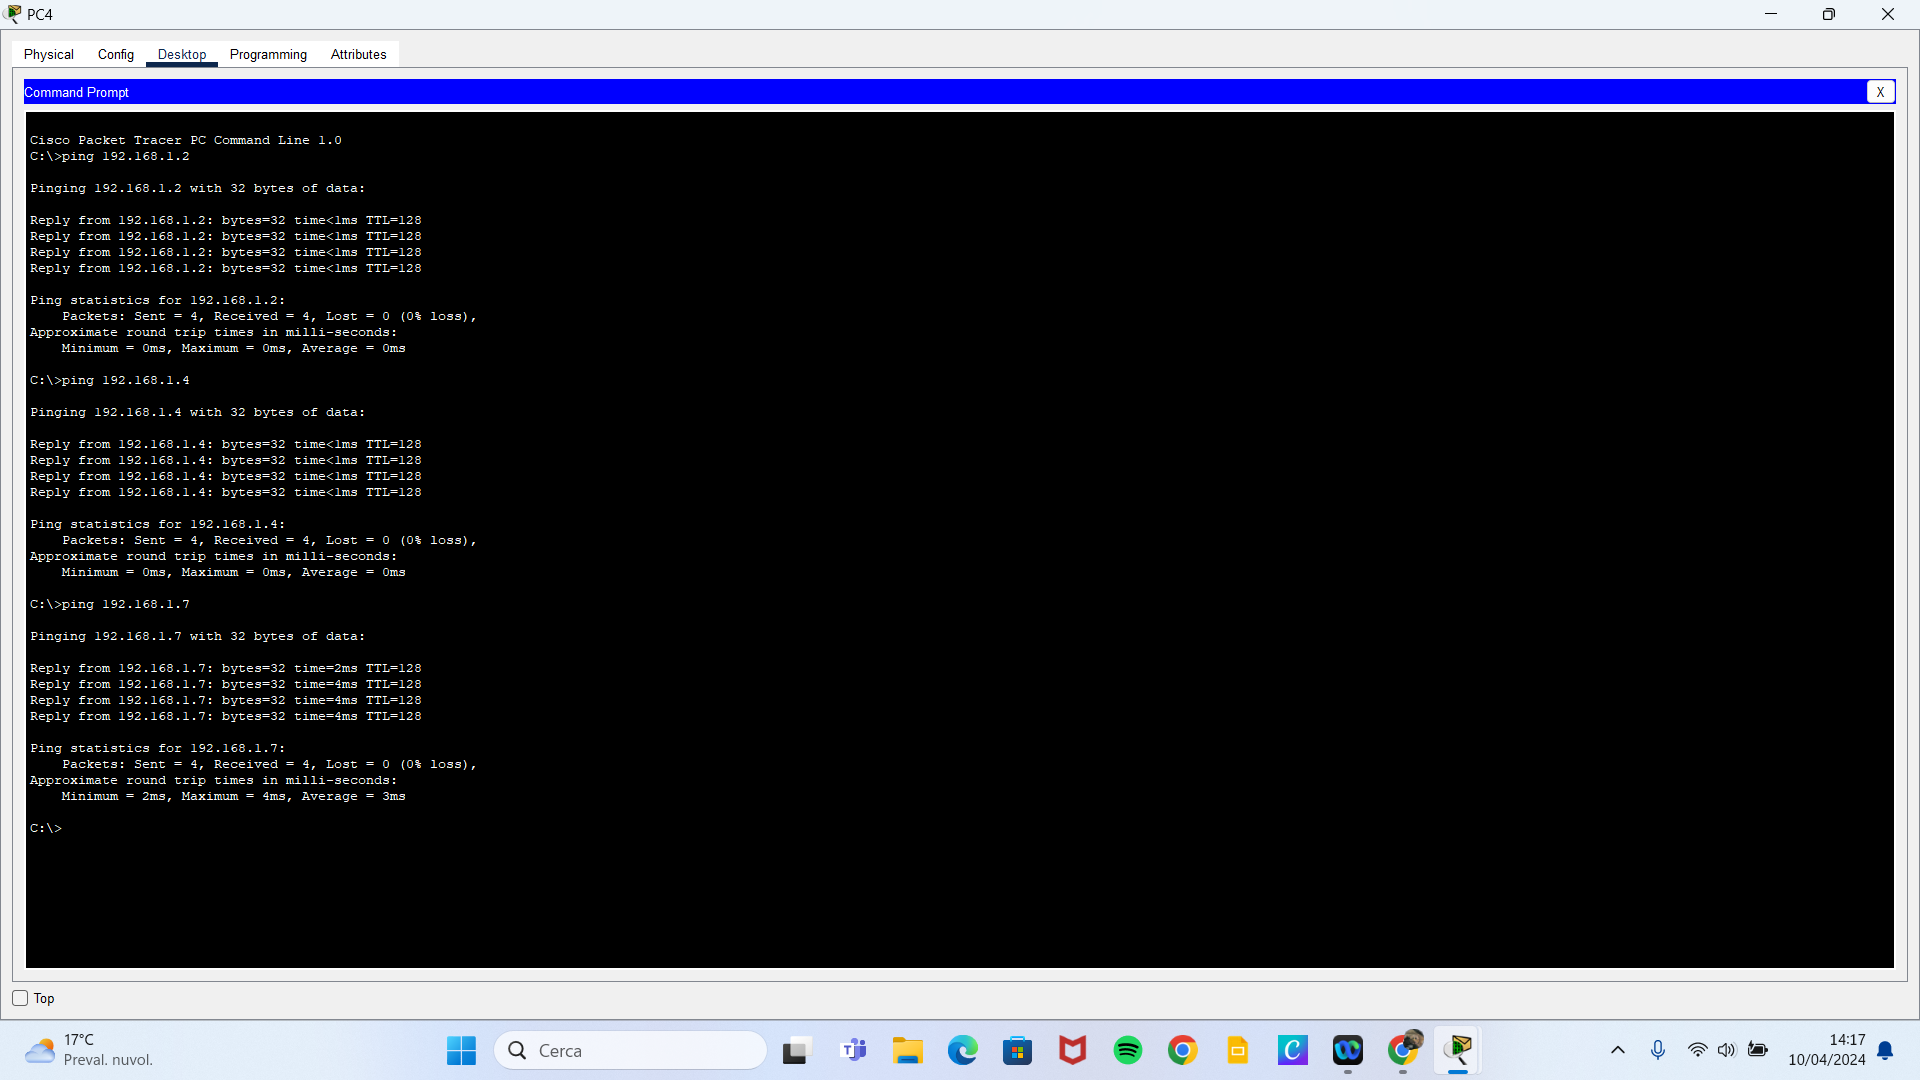 PC4
Physical Config Desktop Programming Attributes
Command Prompt
X
Cisco Packet Tracer PC Command Line 1.0
C:\>ping 192.168.1.2
Pinging 192.168.1.2 with 32 bytes of data:
Reply from 192.168.1.2: bytes=32 time<1ms TTL=128
Reply from 192.168.1.2: bytes=32 time<1ms TTL=128
Reply from 192.168.1.2: bytes=32 time<1ms TTL=128
Reply from 192.168.1.2: bytes=32 time<1ms TTL=128
Ping statistics for 192.168.1.2:
Packets: Sent = 4, Received = 4, Lost = 0 (0% loss),
Approximate round trip times in milli-seconds:
Minimum = 0ms, Maximum = 0ms, Average = 0ms
C:\>ping 192.168.1.4
Pinging 192.168.1.4 with 32 bytes of data:
Reply from 192.168.1.4: bytes=32 time<1ms TTL=128
Reply from 192.168.1.4: bytes=32 time<1ms TTL=128
Reply from 192.168.1.4: bytes=32 time<1ms TTL=128
Reply from 192.168.1.4: bytes=32 time<1ms TTL=128
Ping statistics for 192.168.1.4:
Packets: Sent = 4, Received = 4, Lost = 0 (0% loss),
Approximate round trip times in milli-seconds:
Minimum = 0ms, Maximum = 0ms, Average = 0ms
C:\>ping 192.168.1.7
Pinging 192.168.1.7 with 32 bytes of data:
Reply from 192.168.1.7: bytes=32 time=2ms TTL=128
Reply from 192.168.1.7: bytes=32 time=4ms TTL=128
Reply from 192.168.1.7: bytes=32 time=4ms TTL=128
Reply from 192.168.1.7: bytes=32 time=4ms TTL=128
Ping statistics for 192.168.1.7:
Packets: Sent = 4, Received = 4, Lost = 0 (0% loss),
Approximate round trip times in milli-seconds:
Minimum = 2ms, Maximum = 4ms, Average = 3ms
C:\>
Top
17°C
Preval. nuvol.
Cerca
14:17
10/04/2024